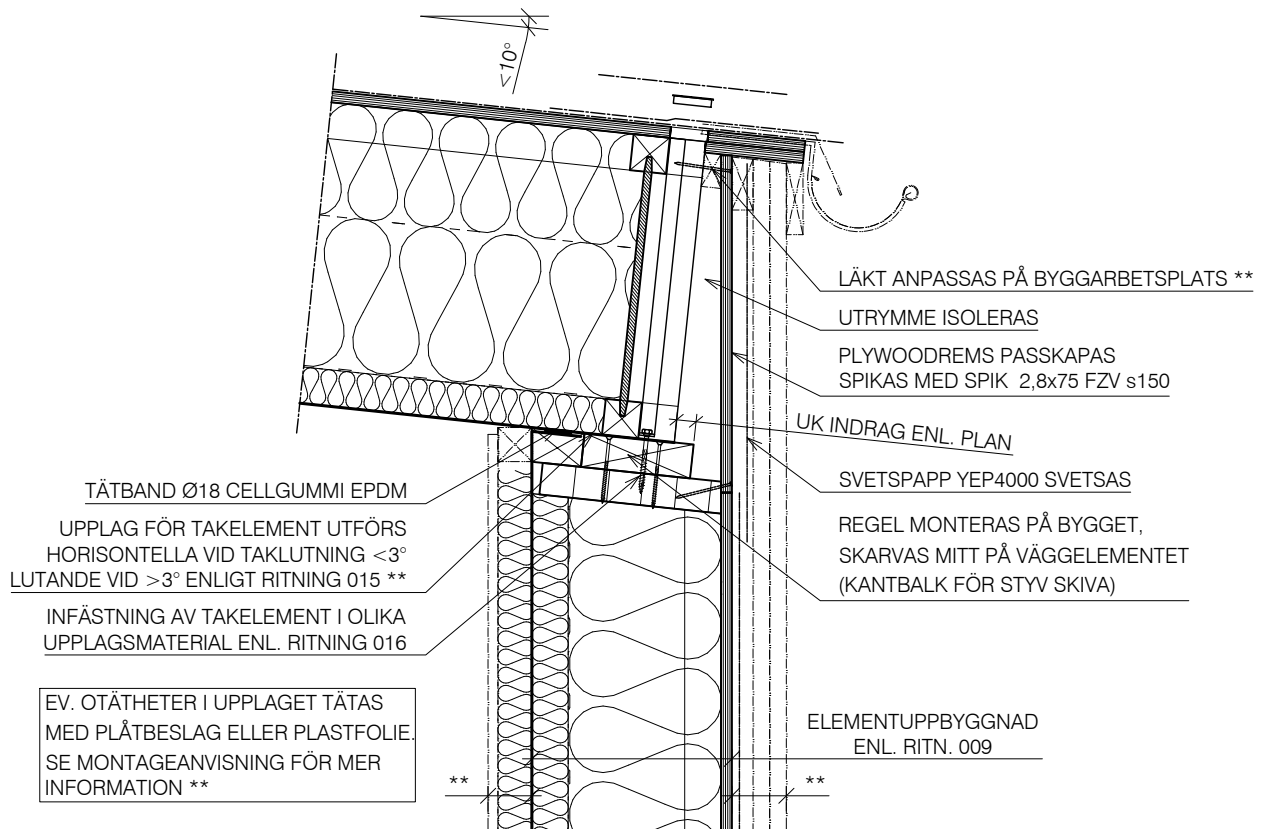 <10°
LÄKT ANPASSAS PÅ BYGGARBETSPLATS **
UTRYMME ISOLERAS
PLYWOODREMS PASSKAPAS
SPIKAS MED SPIK 2,8x75 FZV s150
UK INDRAG ENL. PLAN
SVETSPAPP YEP4000 SVETSAS
REGEL MONTERAS PÅ BYGGET,
SKARVAS MITT PÅ VÄGGELEMENTET
(KANTBALK FÖR STYV SKIVA)
TÄTBAND Ø18 CELLGUMMI EPDM
UPPLAG FÖR TAKELEMENT UTFÖRS
HORISONTELLA VID TAKLUTNING <3°
LUTANDE VID >3° ENLIGT RITNING 015 **
INFÄSTNING AV TAKELEMENT I OLIKA
UPPLAGSMATERIAL ENL. RITNING 016
EV. OTÄTHETER I UPPLAGET TÄTAS
MED PLÅTBESLAG ELLER PLASTFOLIE.
SE MONTAGEANVISNING FÖR MER
INFORMATION **
ELEMENTUPPBYGGNAD
ENL. RITN. 009
**
**